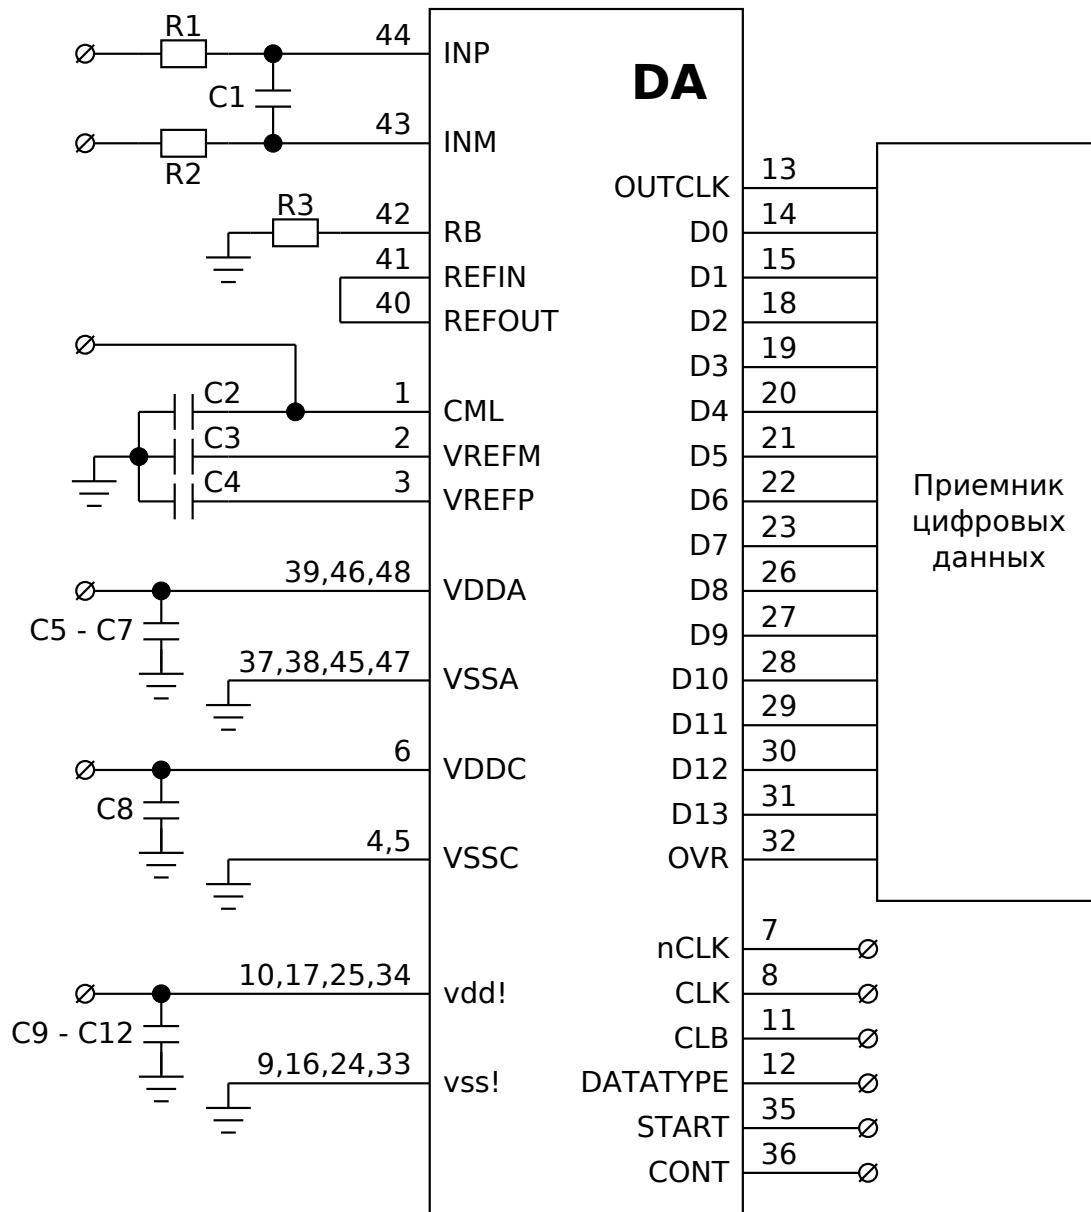 R1
44
INP
DA
C1
43
INM
R2
13
OUTCLK
R3
42
RB
14
D0
41
REFIN
15
D1
40
REFOUT
18
D2
19
D3
C2
1
CML
20
D4
C3
2
VREFM
21
D5
C4
3
VREFP
22
D6
Приемник
цифровых
данных
23
D7
39,46,48
VDDA
26
D8
C5 - C7
27
D9
37,38,45,47
VSSA
28
D10
29
D11
6
VDDC
30
D12
C8
31
D13
4,5
VSSC
32
OVR
7
nCLK
10,17,25,34
vdd!
8
CLK
C9 - C12
11
CLB
9,16,24,33
vss!
12
DATATYPE
35
START
36
CONT